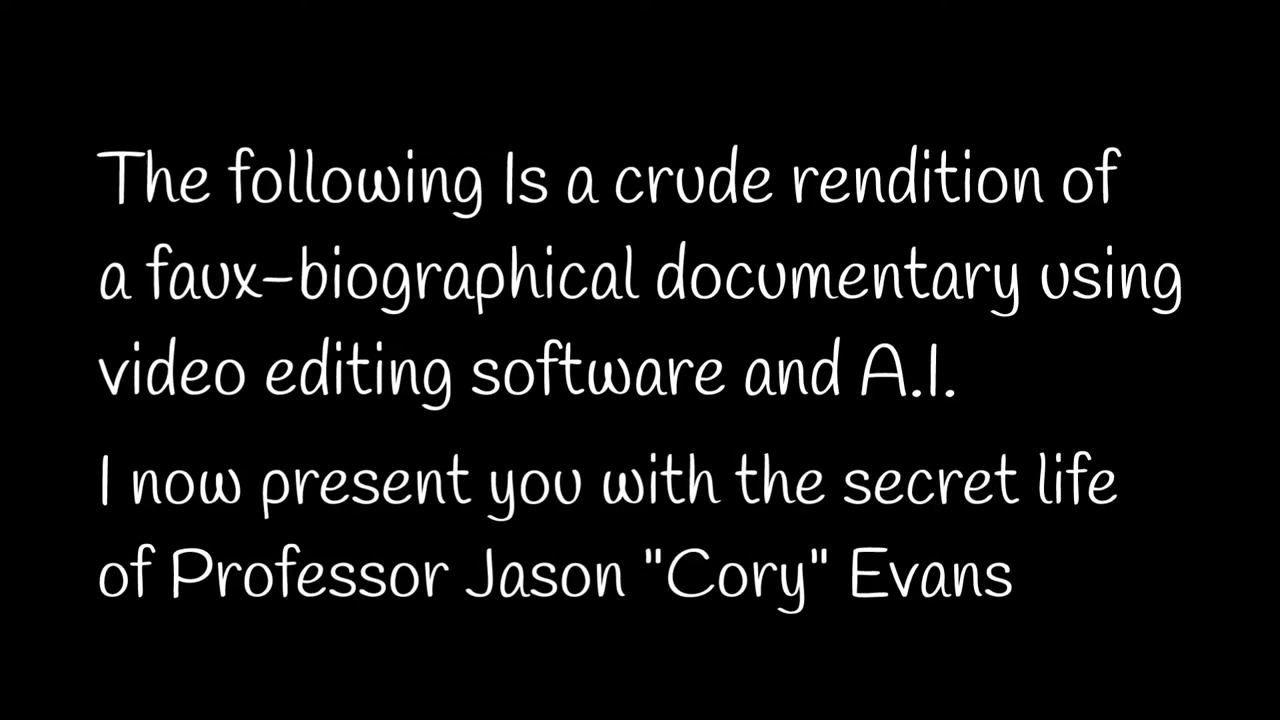 The following Is a crude rendition of
a faux-biographical documentary using
video editing software and A.I.
I now present you with the secret life
of Professor Jason "Cory" Evans